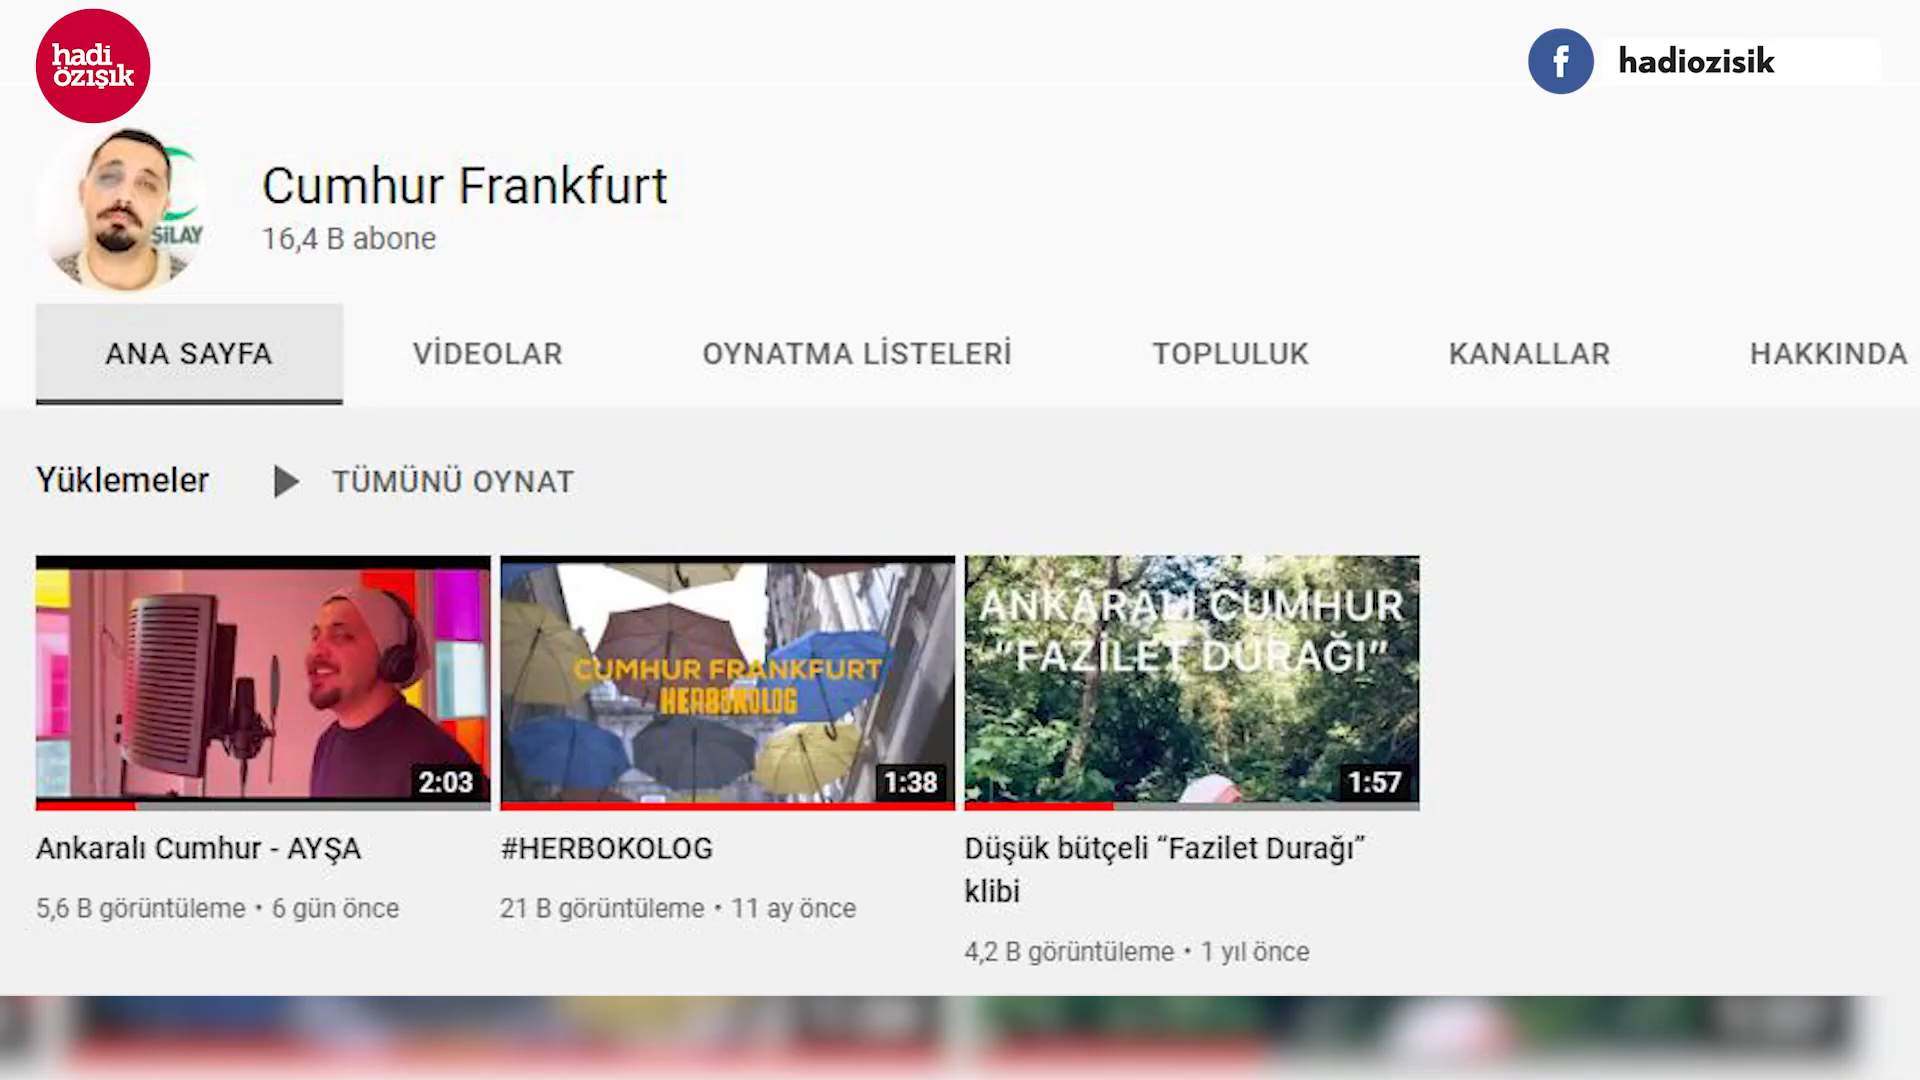 hadi
özışık
hadiozisik
SİLAY
Cumhur Frankfurt
16,4 B abone
ANA SAYFA
VİDEOLAR
OYNATMA LİSTELERİ
TOPLULUK
KANALLAR
HAKKINDA
Yüklemeler
TÜMÜNÜ OYNAT
2:03
CUMHUR FRANKFURT
HERBOKOLOG
1:38
ANKARALI CUMHUR
“FAZİLET DURAĞI”
1:57
Ankaralı Cumhur - AYŞA
5,6 B görüntüleme • 6 gün önce
#HERBOKOLOG
21 B görüntüleme • 11 ay önce
Düşük bütçeli “Fazilet Durağı”
klibi
4,2 B görüntüleme • 1 yıl önce